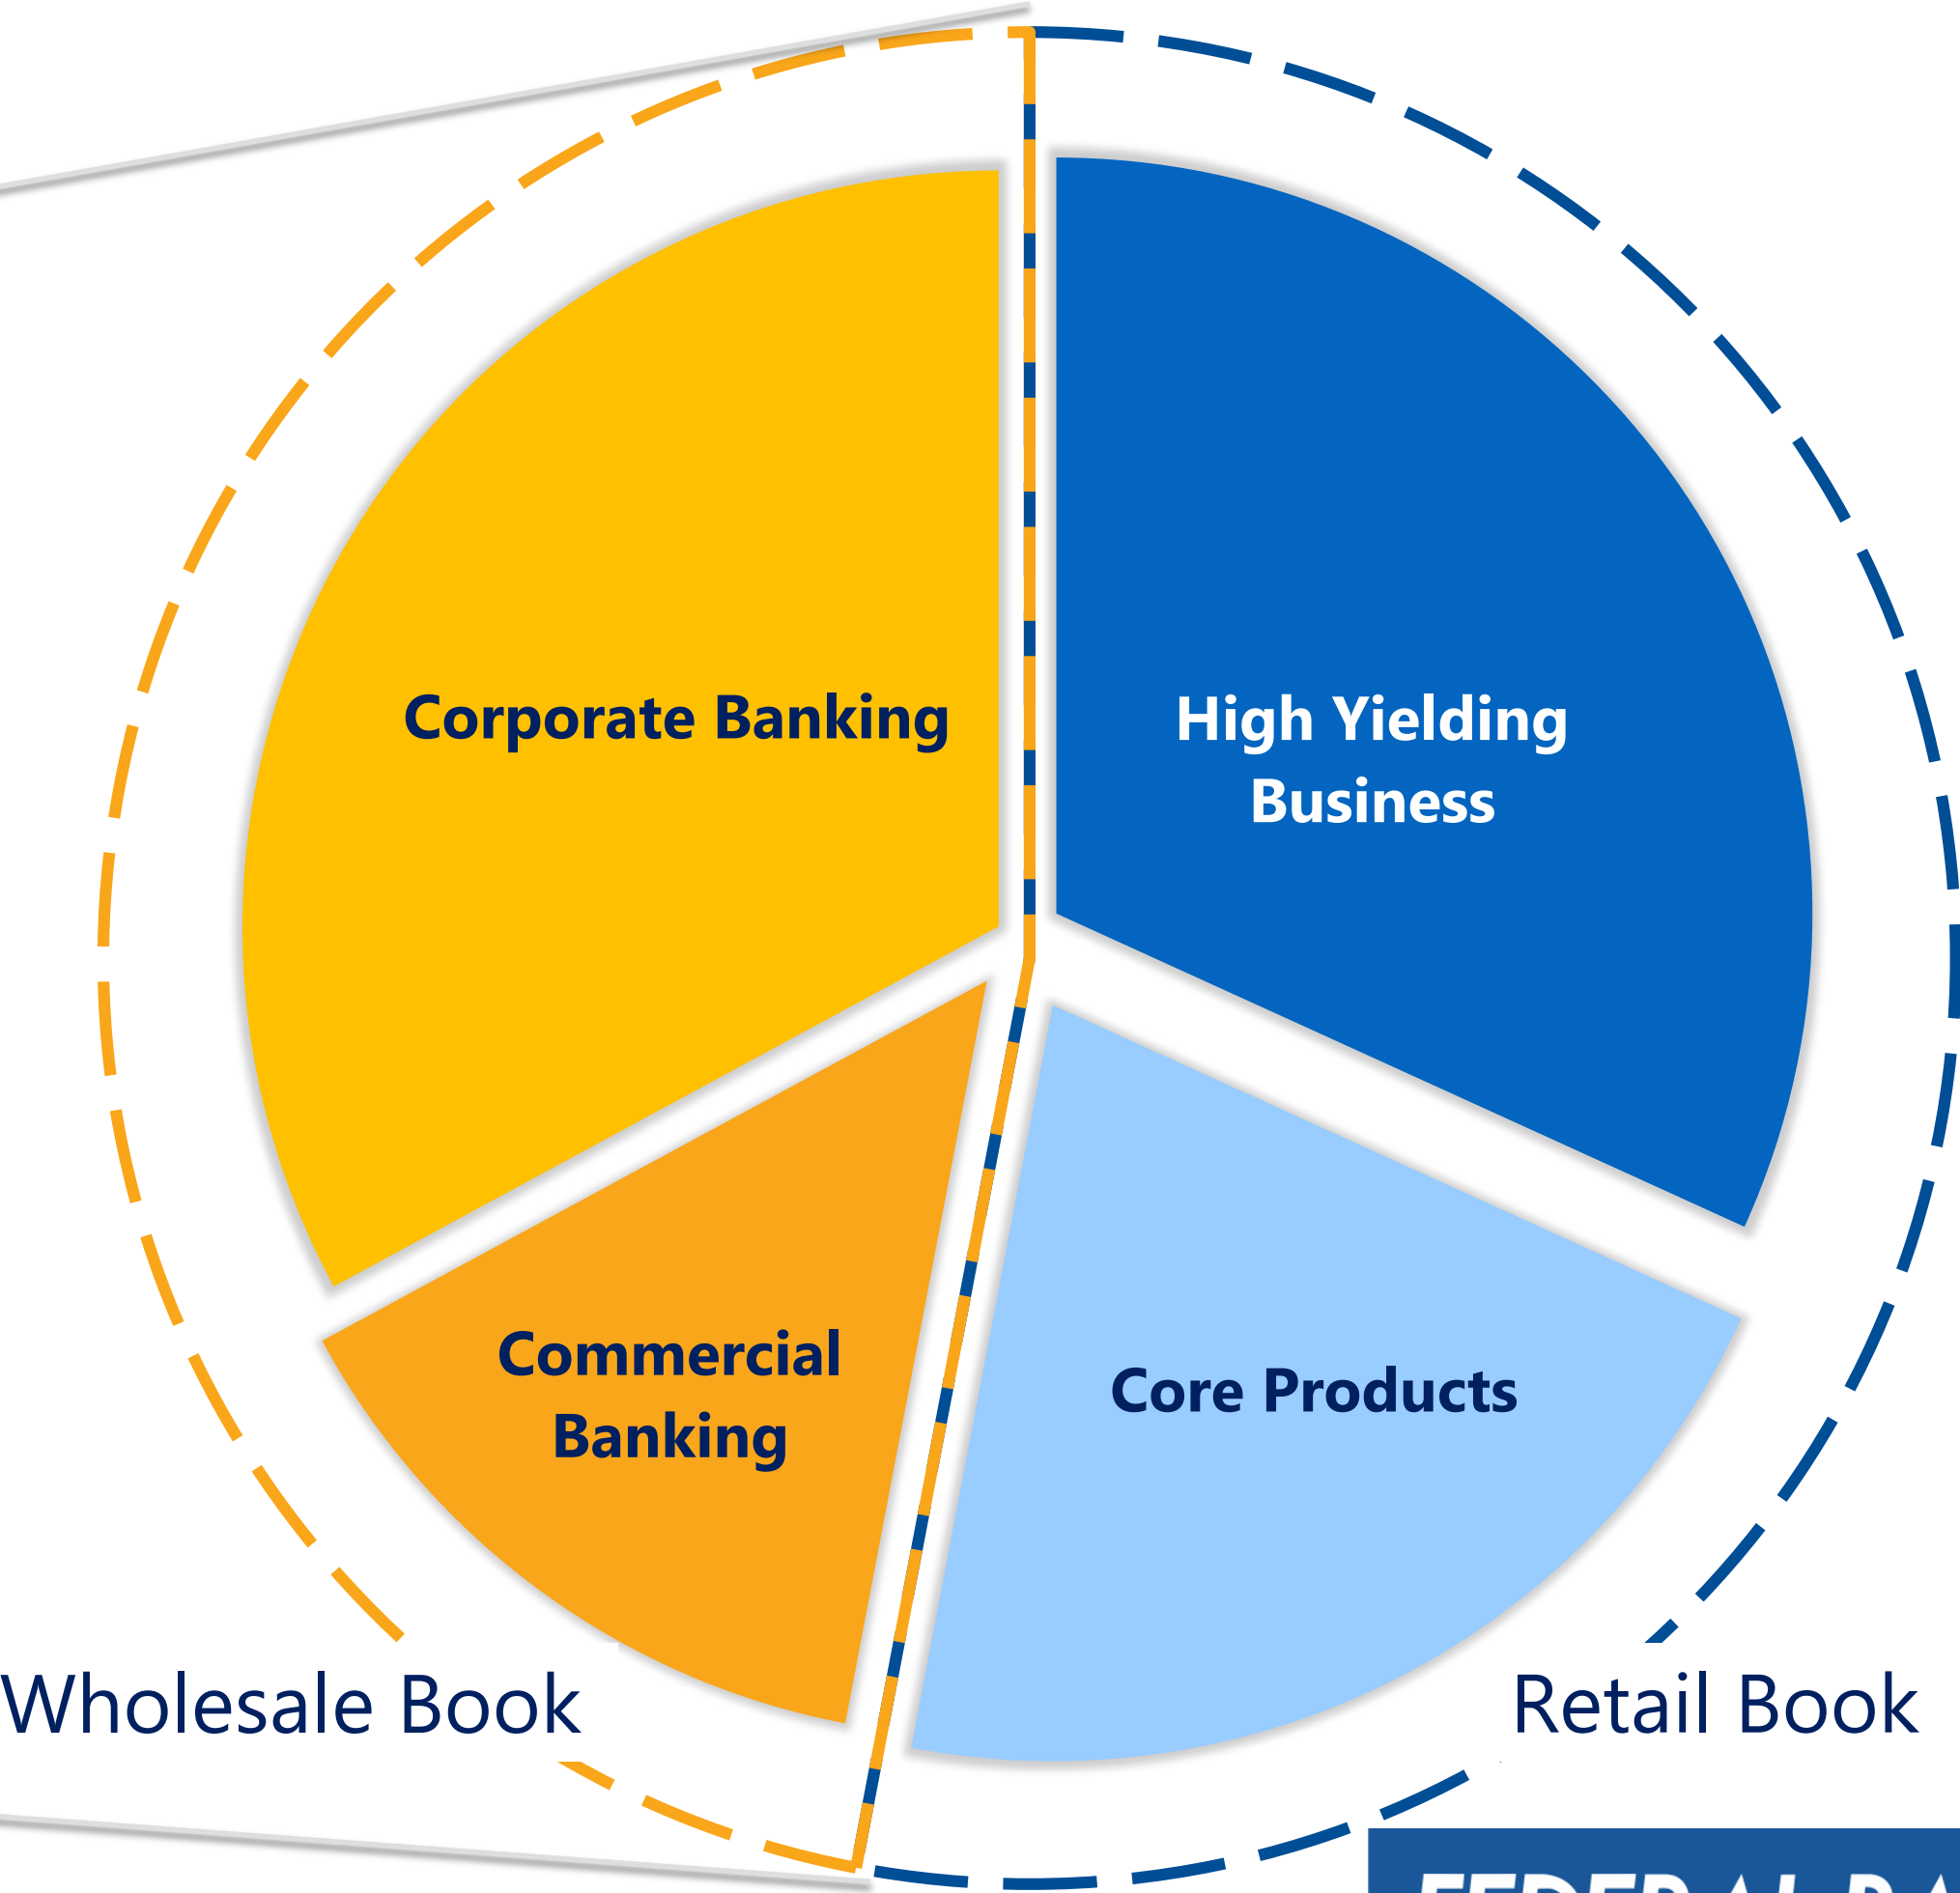 Corporate Banking
High Yielding
Business
Commercial
Banking
Core Products
Wholesale Book
Retail Book